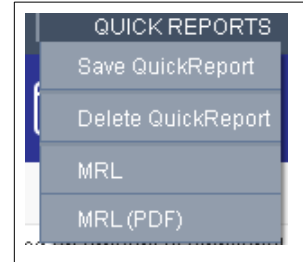 QUICK REPORTS
Save QuickReport
Delete QuickReport
MRL
MRL (PDF)